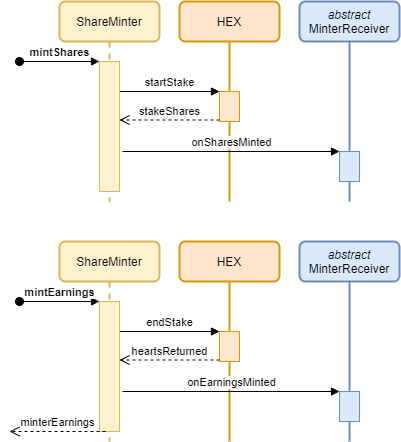 ShareMinter
HEX
abstract
MinterReceiver
mintShares
startStake
stakeShares
onSharesMinted
ShareMinter
HEX
abstract
MinterReceiver
mintEarnings
endStake
heartsReturned
onEarningsMinted
minterEarnings